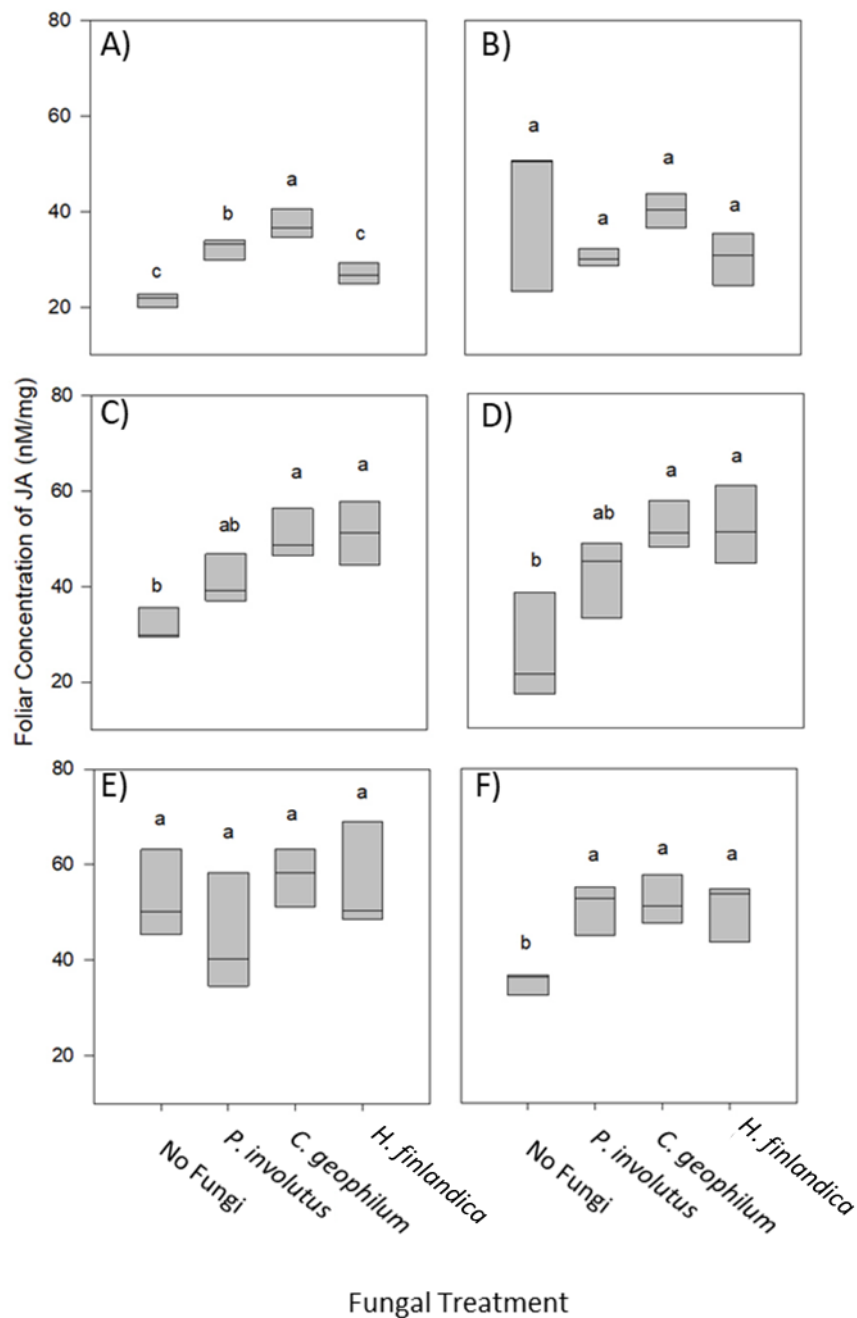 Foliar Concentration of JA (nM/mg)
A)
80
60
40
20
c
b
a
c
B)
a
a
a
a
C)
80
60
40
20
b
ab
a
a
D)
b
ab
a
a
E)
80
60
40
20
a
a
a
a
F)
b
a
a
a
No Fungi
P. involutus
C. geophilum
H. finlandica
No Fungi
P. involutus
C. geophilum
H. finlandica
Fungal Treatment